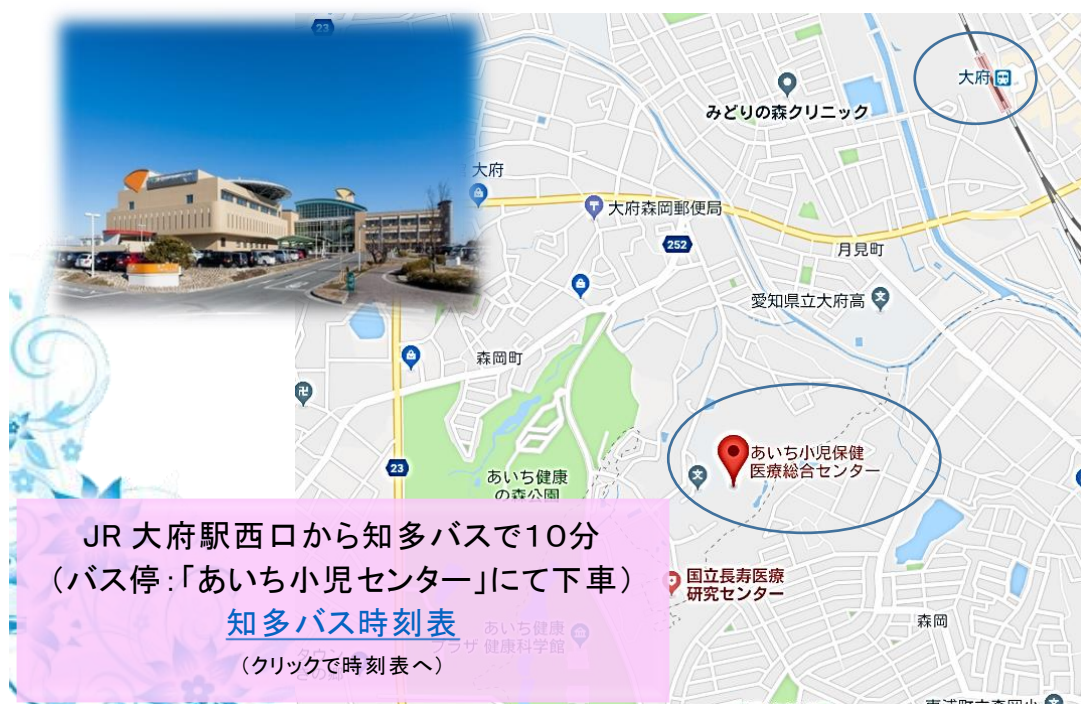 23
大府
みどりの森クリニック
大府
大府森岡郵便局
252
月見町
愛知県立大府高
森岡町
あいち小児保健
医療総合センター
23
あいち健康
の森公園
国立長寿医療
研究センター
森岡
JR 大府駅西口から知多バスで10分
（バス停：「あいち小児センター」にて下車）
知多バス時刻表
（クリックで時刻表へ）
あいち健康
プラザ 健康科学館